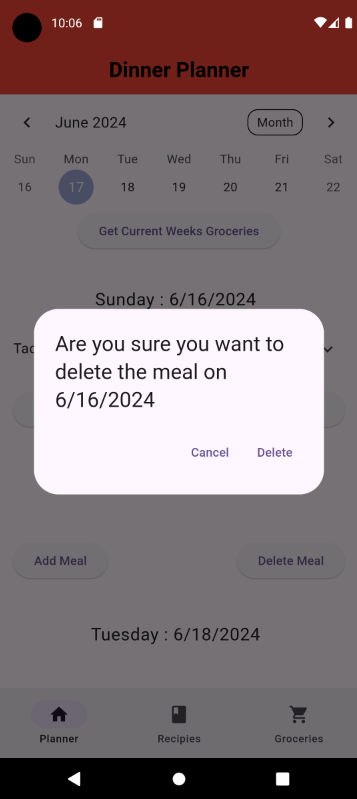 10:06
Dinner Planner
June 2024
Month
Sun Mon Tue Wed Thu Fri Sat
16 17 18 19 20 21 22
Get Current Weeks Groceries
Sunday : 6/16/2024
Are you sure you want to
delete the meal on
6/16/2024
Cancel Delete
Add Meal Delete Meal
Tuesday : 6/18/2024
Planner Recipies Groceries